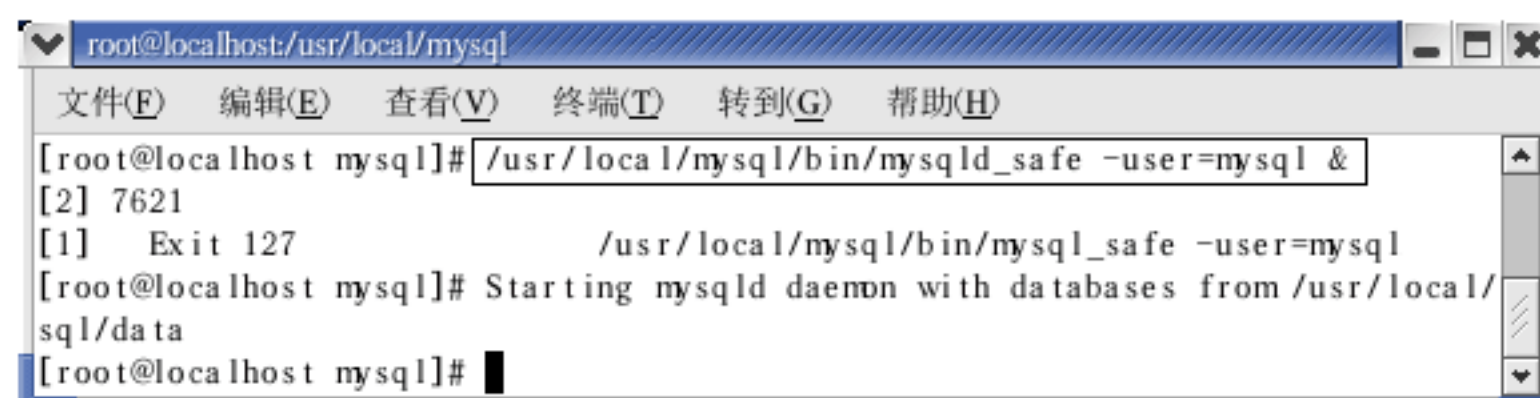 root@localhost:/usr/local/mysql
文件(F) 编辑(E) 查看(V) 终端(T) 转到(G) 帮助(H)
[root@localhost mysql]# /usr/local/mysql/bin/mysqld_safe -user=mysql &
[2] 7621
[1] Exit 127 /usr/local/mysql/bin/mysql_safe -user=mysql
[root@localhost mysql]# Starting mysqld daemon with databases from /usr/local/
sql/data
[root@localhost mysql]#